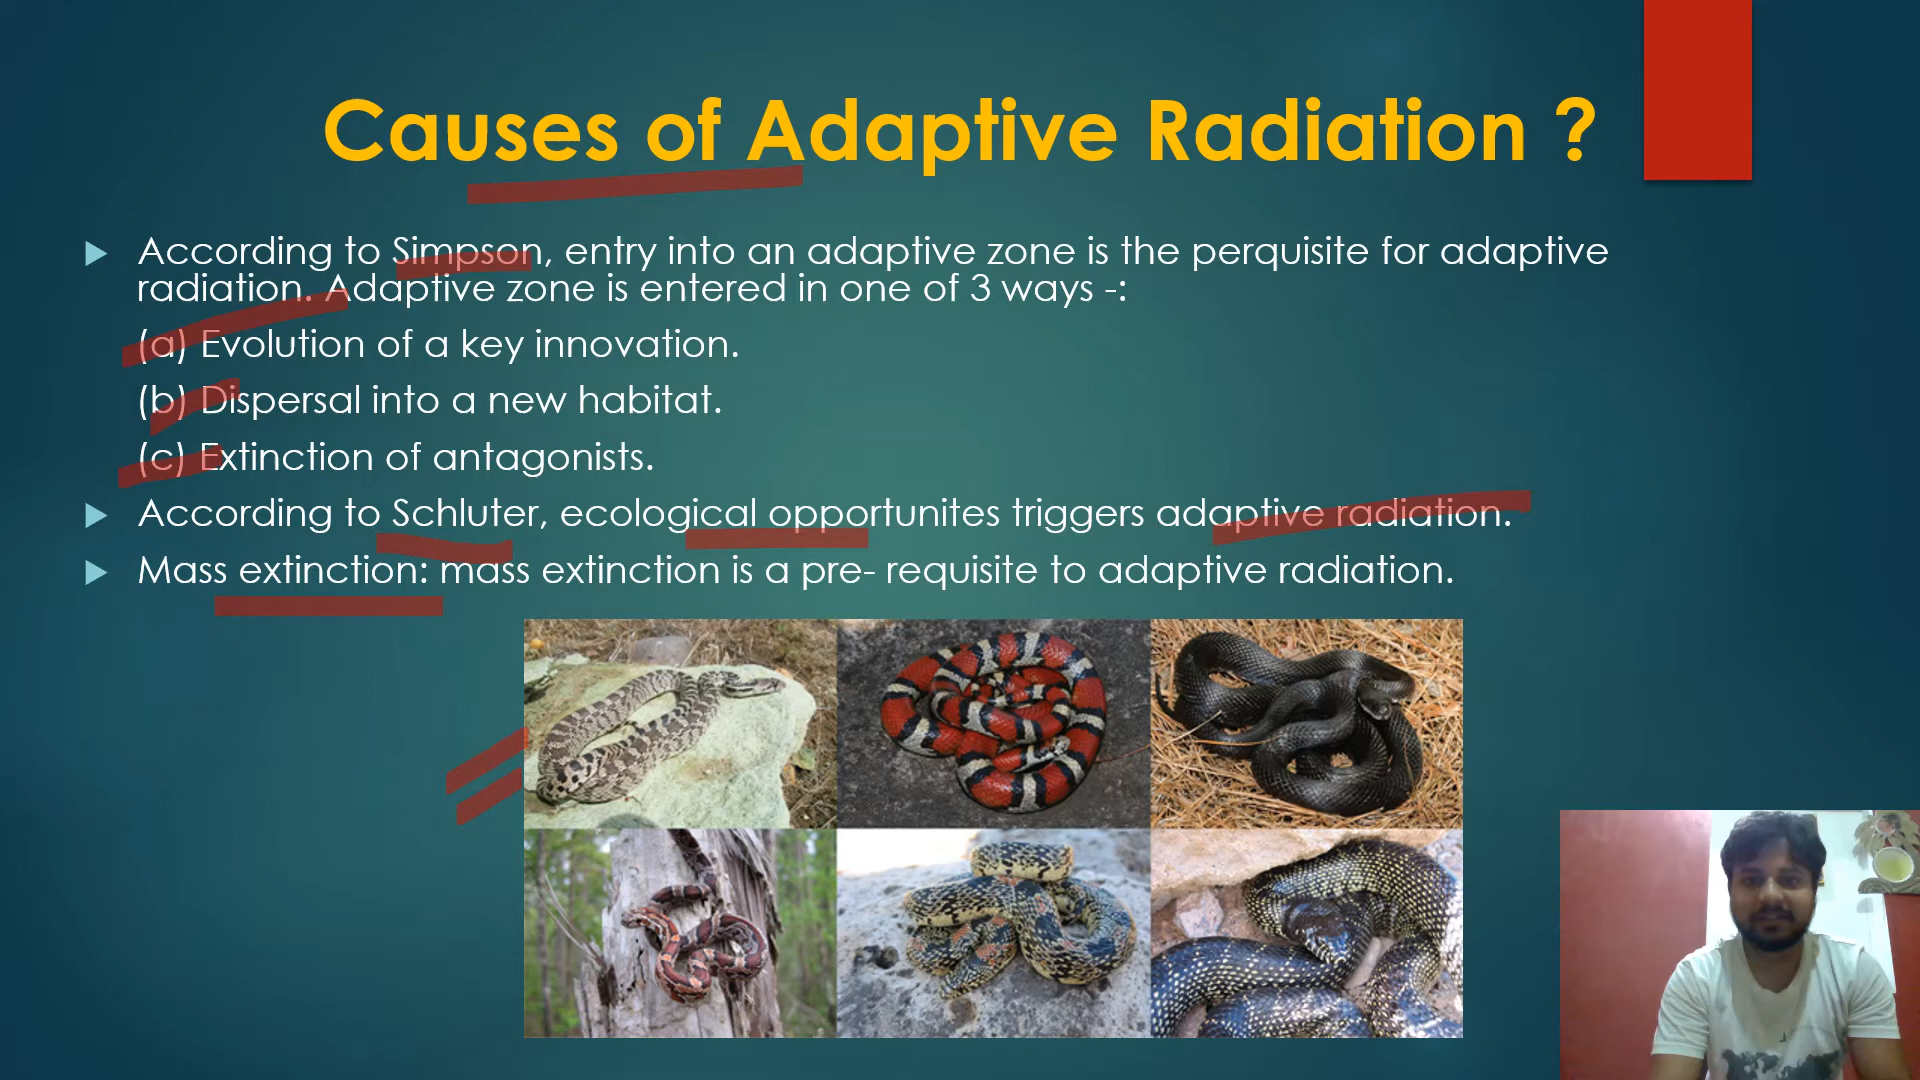 Causes of Adaptive Radiation ?
According to Simpson, entry into an adaptive zone is the perquisite for adaptive
radiation. Adaptive zone is entered in one of 3 ways -:
(a) Evolution of a key innovation.
(b) Dispersal into a new habitat.
(c) Extinction of antagonists.
According to Schluter, ecological opportunites triggers adaptive radiation.
Mass extinction: mass extinction is a pre- requisite to adaptive radiation.